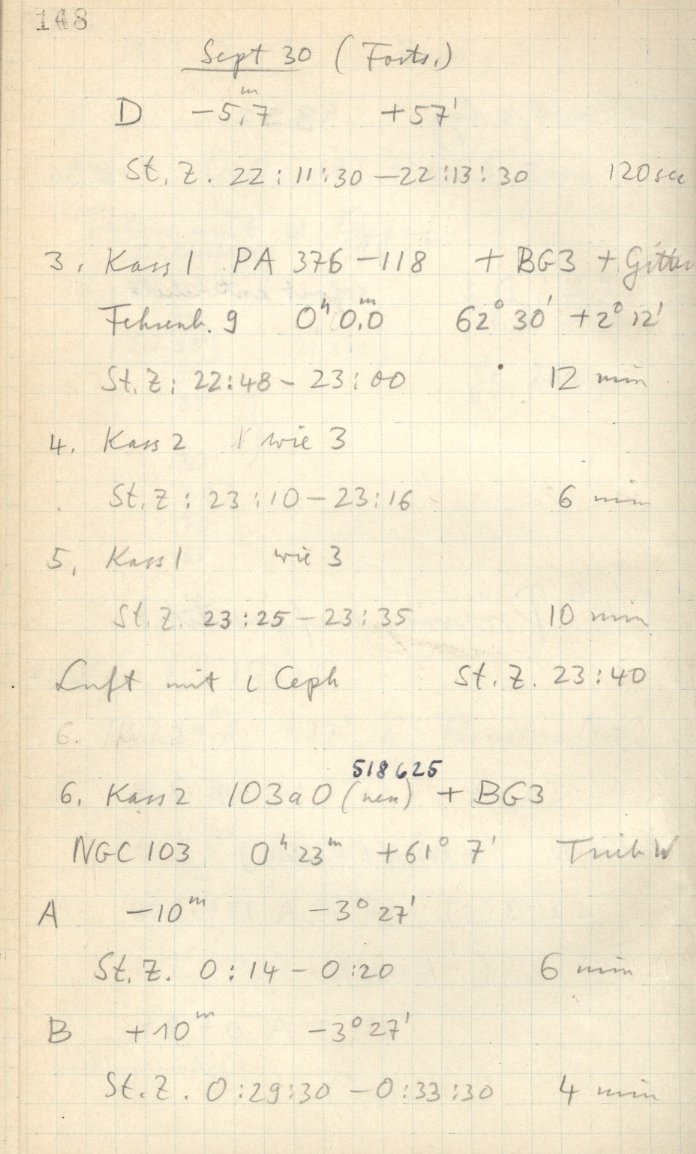 148
Sept 30 (Forts.)
D −5,7ᵐ +57'
St. Z. 22:11:30 − 22:13:30 120 sec
3. Kass 1 PA 376−118 + BG3 + Gitter
Fehrenb. 9 0ʰ 0,0ᵐ 62° 30' +2° 12'
St. Z: 22:48 − 23:00 12 min
4. Kass 2 wie 3
St. Z: 23:10 − 23:16 6 min
5. Kass 1 wie 3
St. Z. 23:25 − 23:35 10 min
Luft mit ι Ceph St. Z. 23:40
6.
518625
6. Kass 2 103aO (neu) + BG3
NGC 103 0ʰ 23ᵐ +61° 7' Trieb W
A −10ᵐ −3° 27'
St. Z. 0:14 − 0:20 6 min
B +10ᵐ −3° 27'
St. Z. 0:29:30 − 0:33:30 4 min